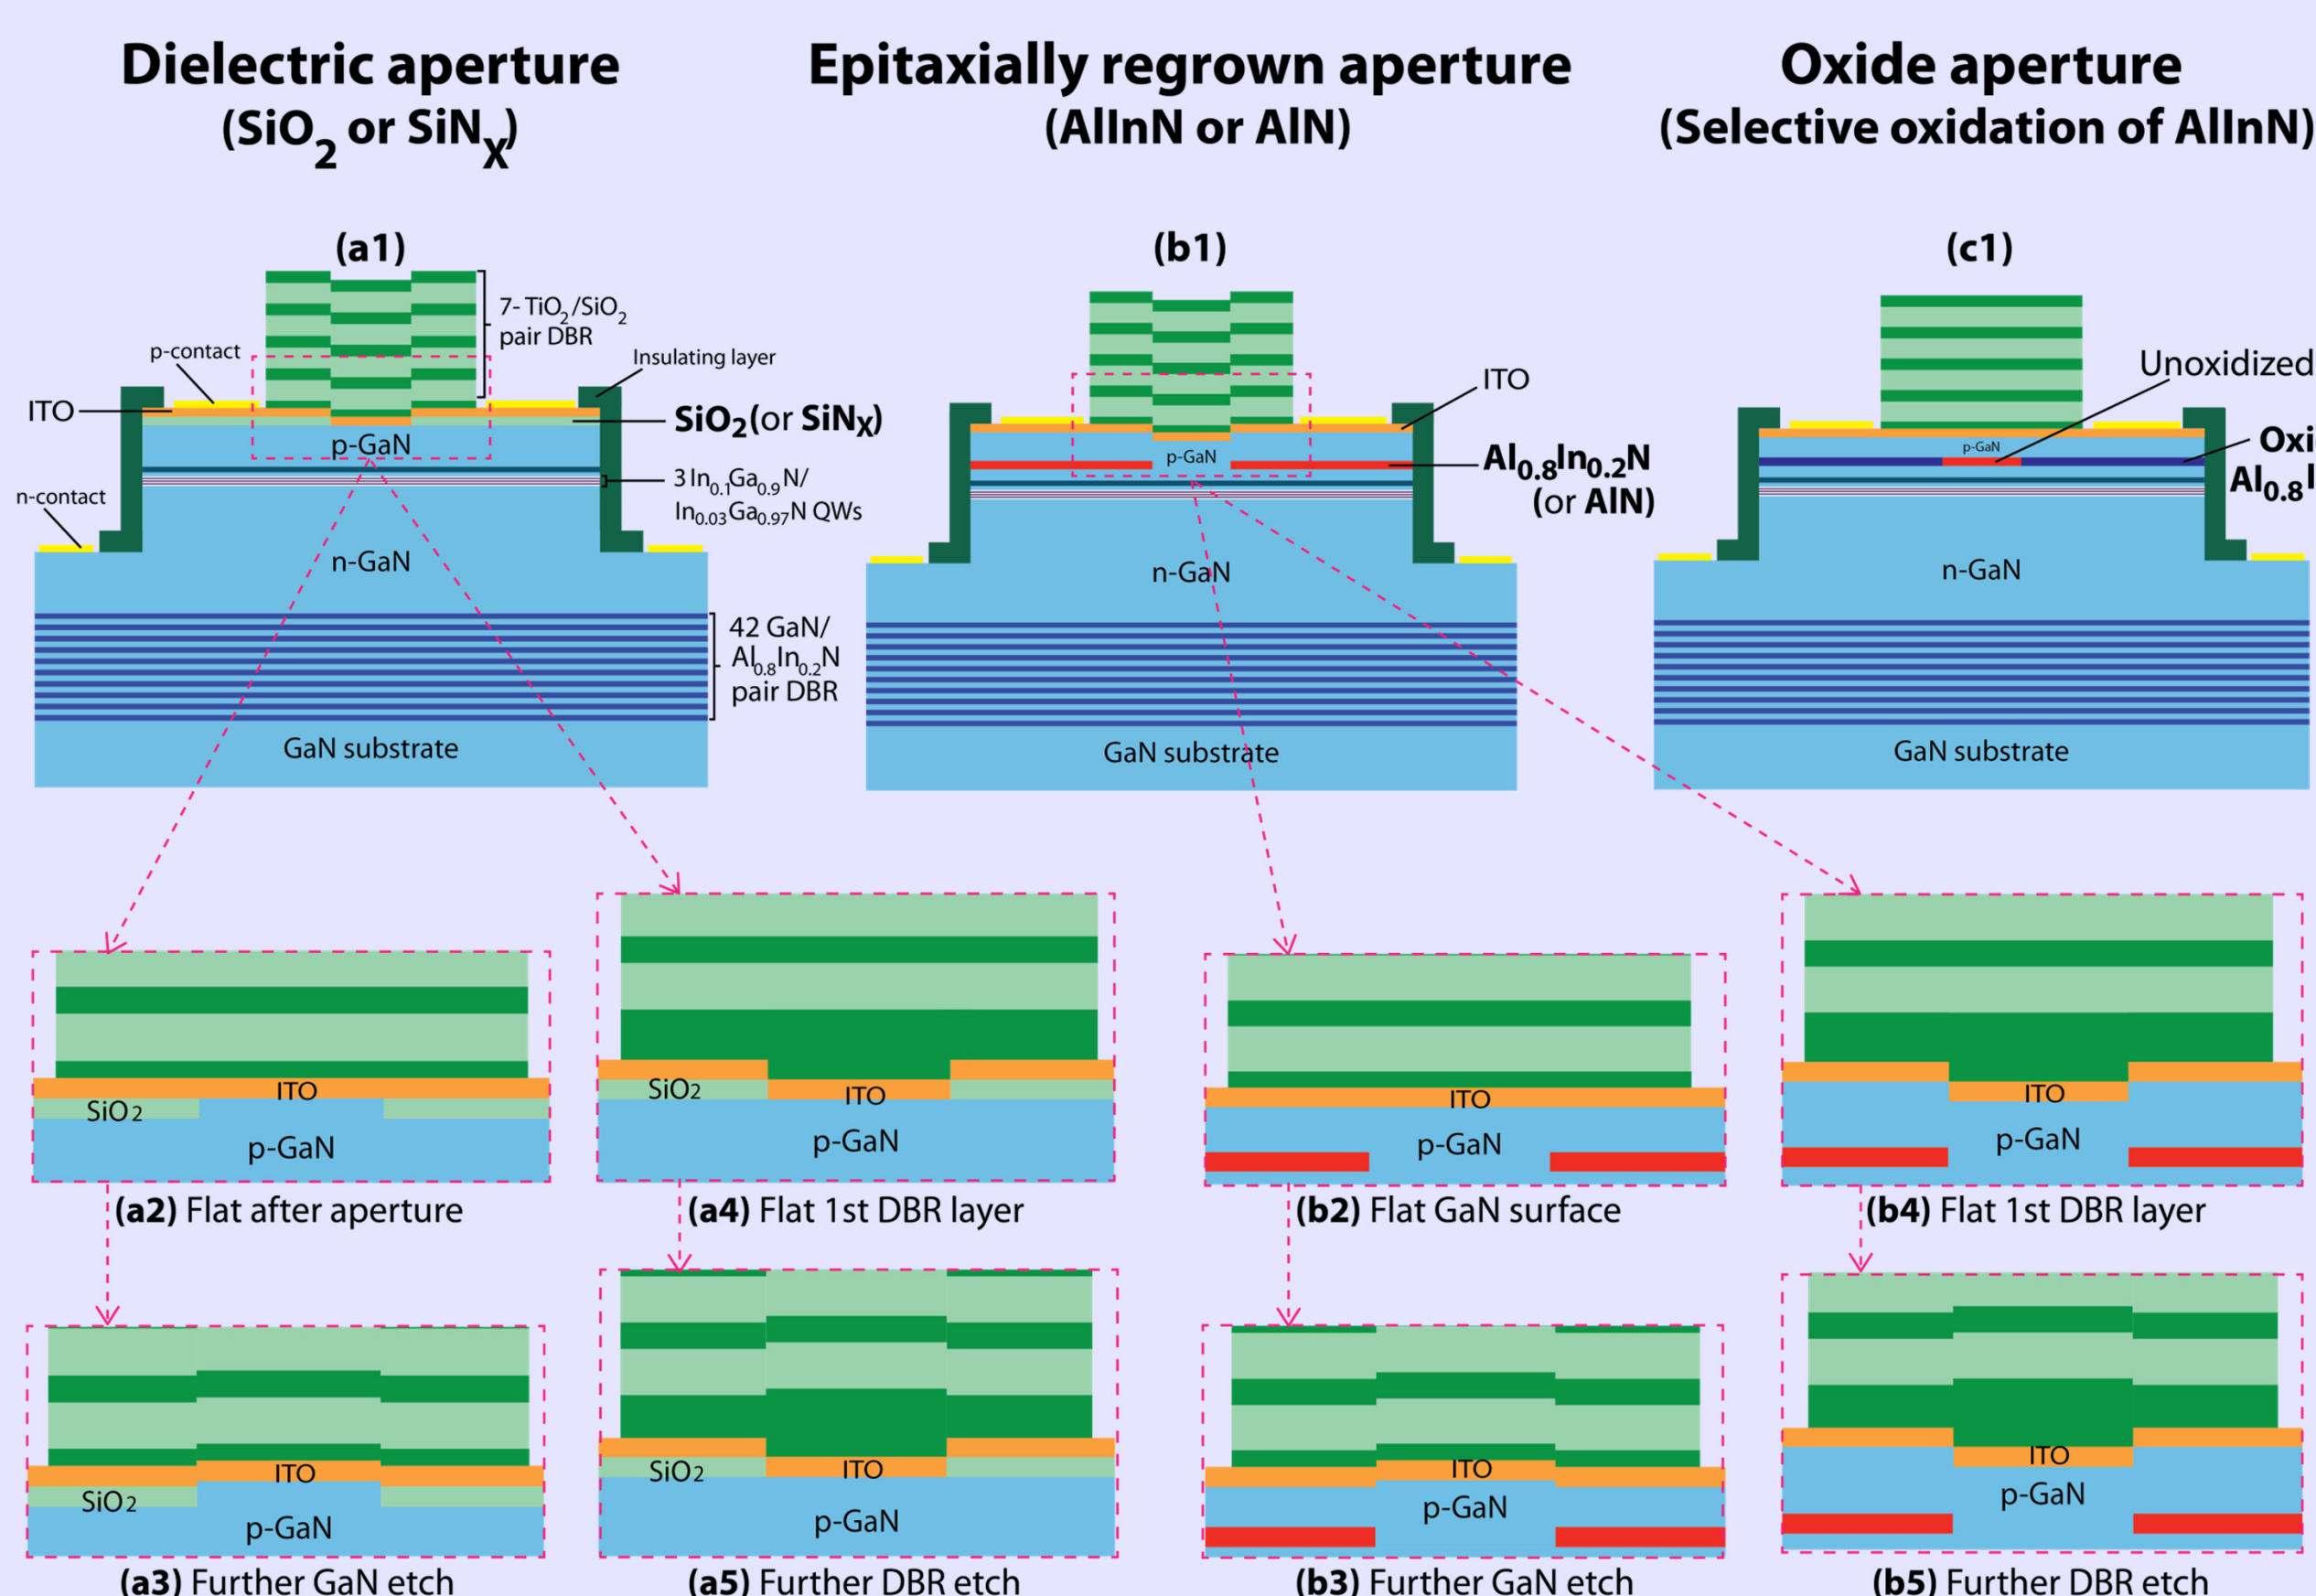 Dielectric aperture
(SiO2 or SiNX)
Epitaxially regrown aperture
(AlInN or AlN)
Oxide aperture
(Selective oxidation of AlInN)
(a1)
7- TiO2/SiO2
pair DBR
p-contact
Insulating layer
ITO
SiO2(or SiNX)
p-GaN
3 In0.1Ga0.9N/
In0.03Ga0.97N QWs
n-contact
n-GaN
42 GaN/
Al0.8In0.2N
pair DBR
GaN substrate
(b1)
ITO
p-GaN
Al0.8In0.2N
(or AlN)
n-GaN
GaN substrate
(c1)
Unoxidized
p-GaN
Al0.8
n-GaN
GaN substrate
ITO
SiO2
p-GaN
(a2) Flat after aperture
SiO2
ITO
p-GaN
(a4) Flat 1st DBR layer
ITO
p-GaN
(b2) Flat GaN surface
ITO
p-GaN
(b4) Flat 1st DBR layer
ITO
SiO2
p-GaN
(a3) Further GaN etch
SiO2
ITO
p-GaN
(a5) Further DBR etch
ITO
p-GaN
(b3) Further GaN etch
ITO
p-GaN
(b5) Further DBR etch